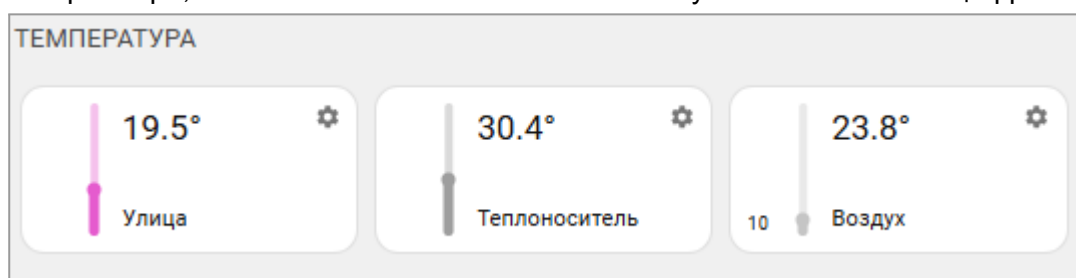 ТЕМПЕРАТУРА
19.5°
Улица
30.4°
Теплоноситель
23.8°
10
Воздух